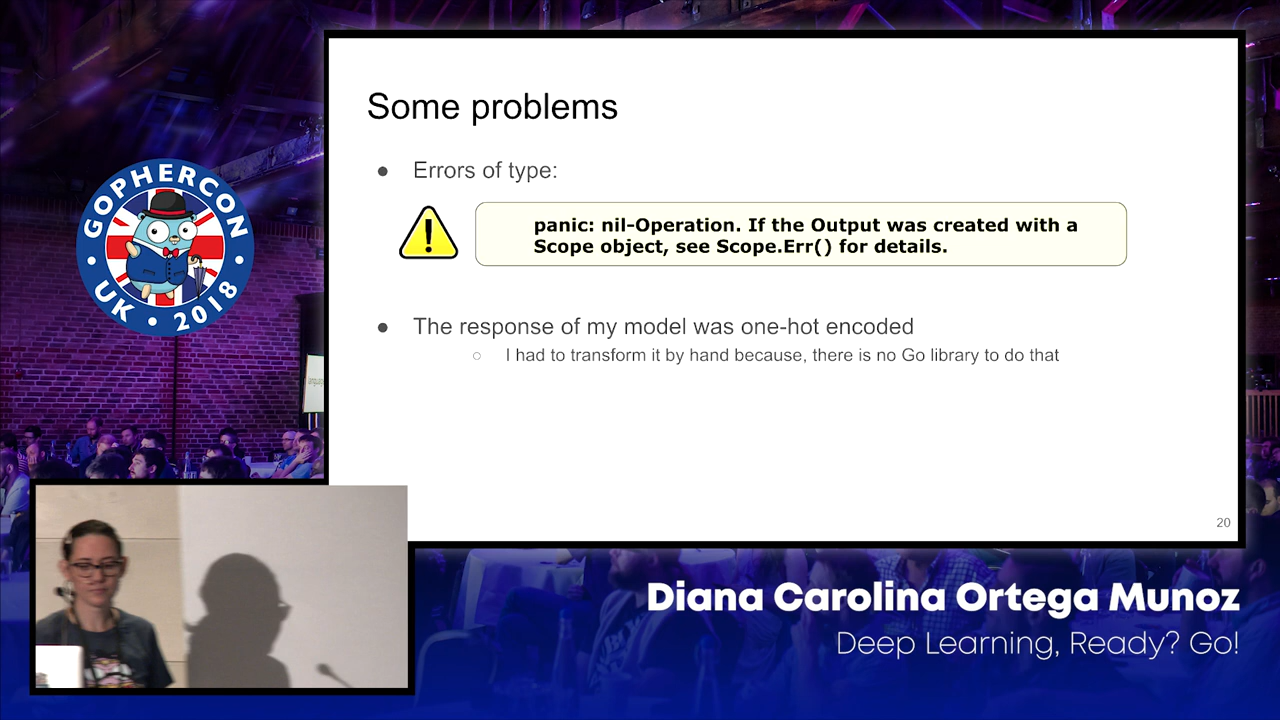 GOPHERCON
UK • 2018
Some problems
● Errors of type:
panic: nil-Operation. If the Output was created with a
Scope object, see Scope.Err() for details.
● The response of my model was one-hot encoded
○ I had to transform it by hand because, there is no Go library to do that
20
Diana Carolina Ortega Munoz
Deep Learning, Ready? Go!